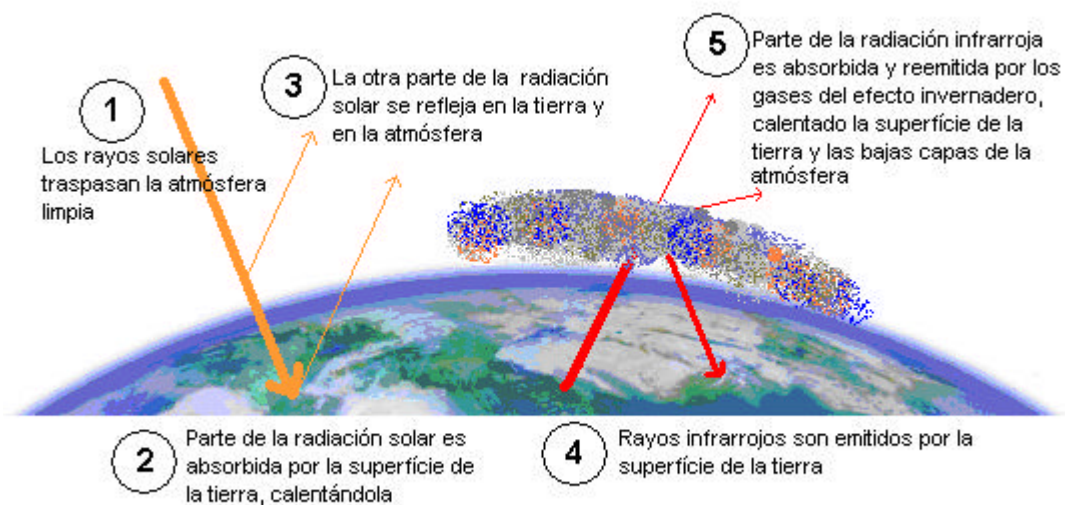 1
Los rayos solares
traspasan la atmósfera
limpia
2
Parte de la radiación solar es
absorbida por la superfície de
la tierra, calentándola
3
La otra parte de la radiación
solar se refleja en la tierra y
en la atmósfera
4
Rayos infrarrojos son emitidos por la
superfície de la tierra
5
Parte de la radiación infrarroja
es absorbida y reemitida por los
gases del efecto invernadero,
calentado la superfície de la
tierra y las bajas capas de la
atmósfera